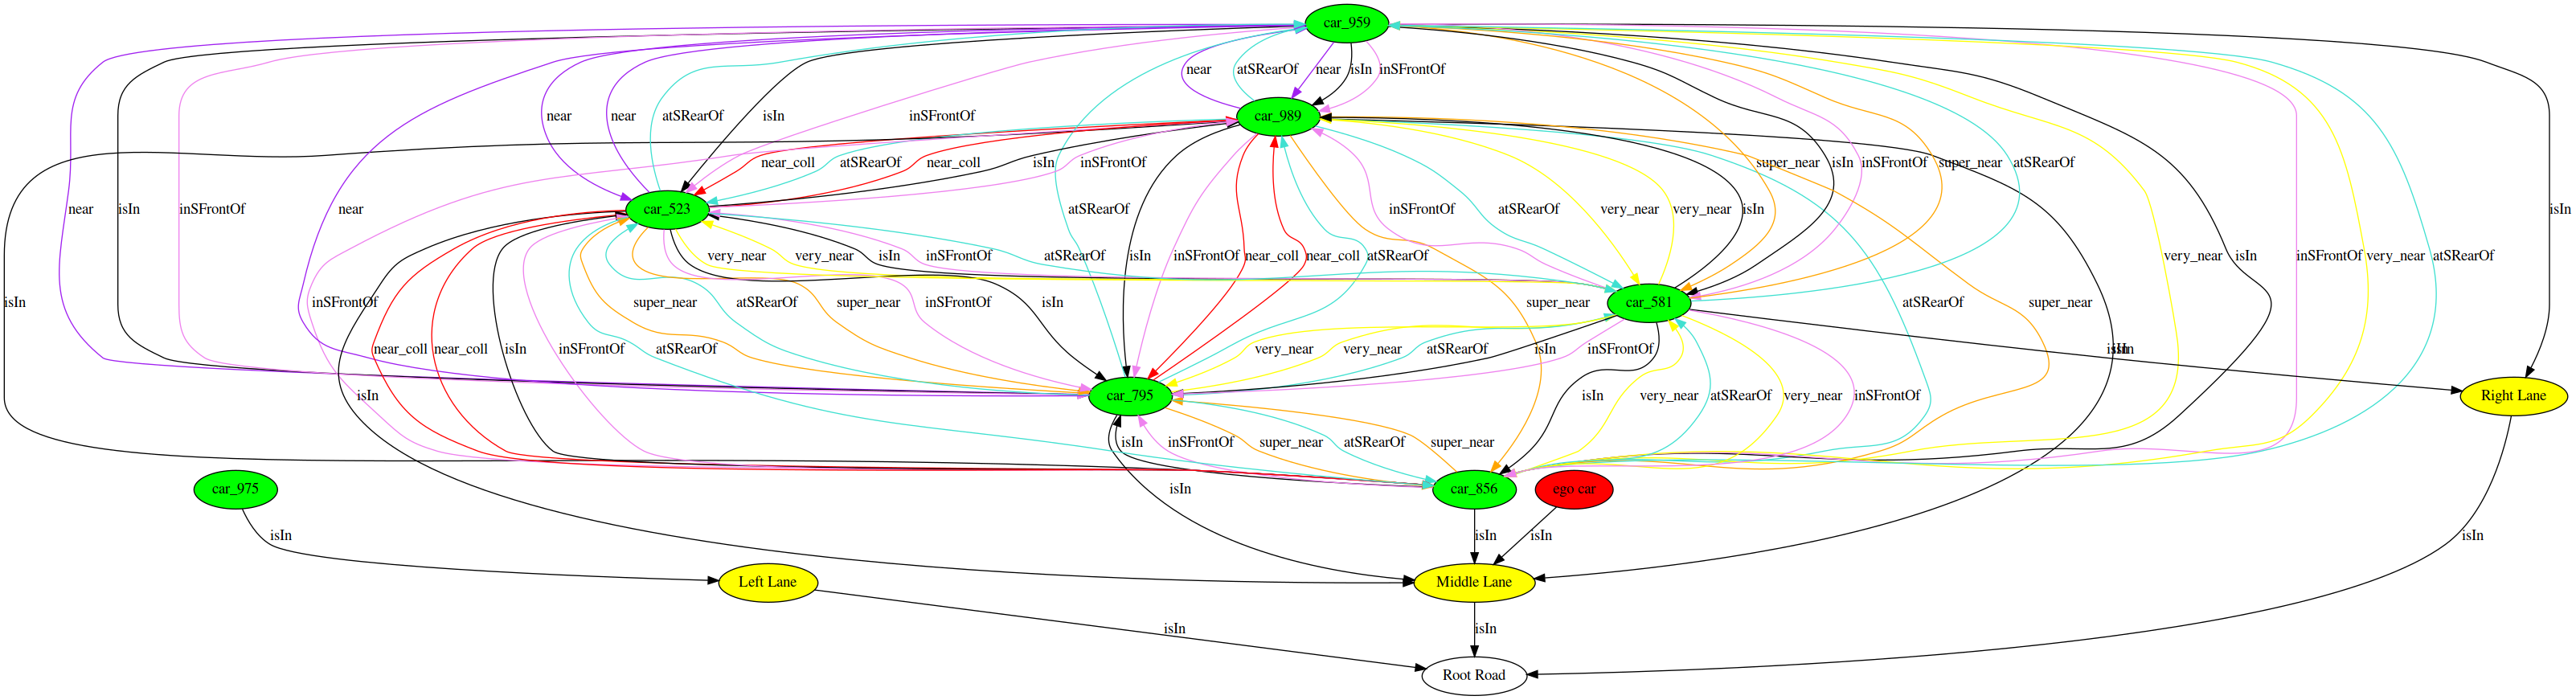 car_959
near atSRearOf near isIn inSFrontOf
car_989
near near atSRearOf isIn inSFrontOf
near_coll atSRearOf near_coll isIn inSFrontOf super_near isIn inSFrontOf super_near atSRearOf
car_523
near isIn inSFrontOf near atSRearOf inSFrontOf atSRearOf very_near very_near isIn isIn
very_near very_near isIn inSFrontOf atSRearOf isIn inSFrontOf near_coll near_coll atSRearOf very_near isIn inSFrontOf very_near atSRearOf
car_581
isIn inSFrontOf super_near atSRearOf super_near inSFrontOf isIn super_near atSRearOf super_near
near_coll near_coll isIn inSFrontOf atSRearOf very_near very_near atSRearOf isIn inSFrontOf isIn isIn
car_795
Right Lane
isIn isIn very_near atSRearOf very_near inSFrontOf
isIn inSFrontOf super_near atSRearOf super_near
car_975
car_856
ego car
isIn
isIn isIn isIn isIn
Left Lane
Middle Lane
isIn isIn
Root Road